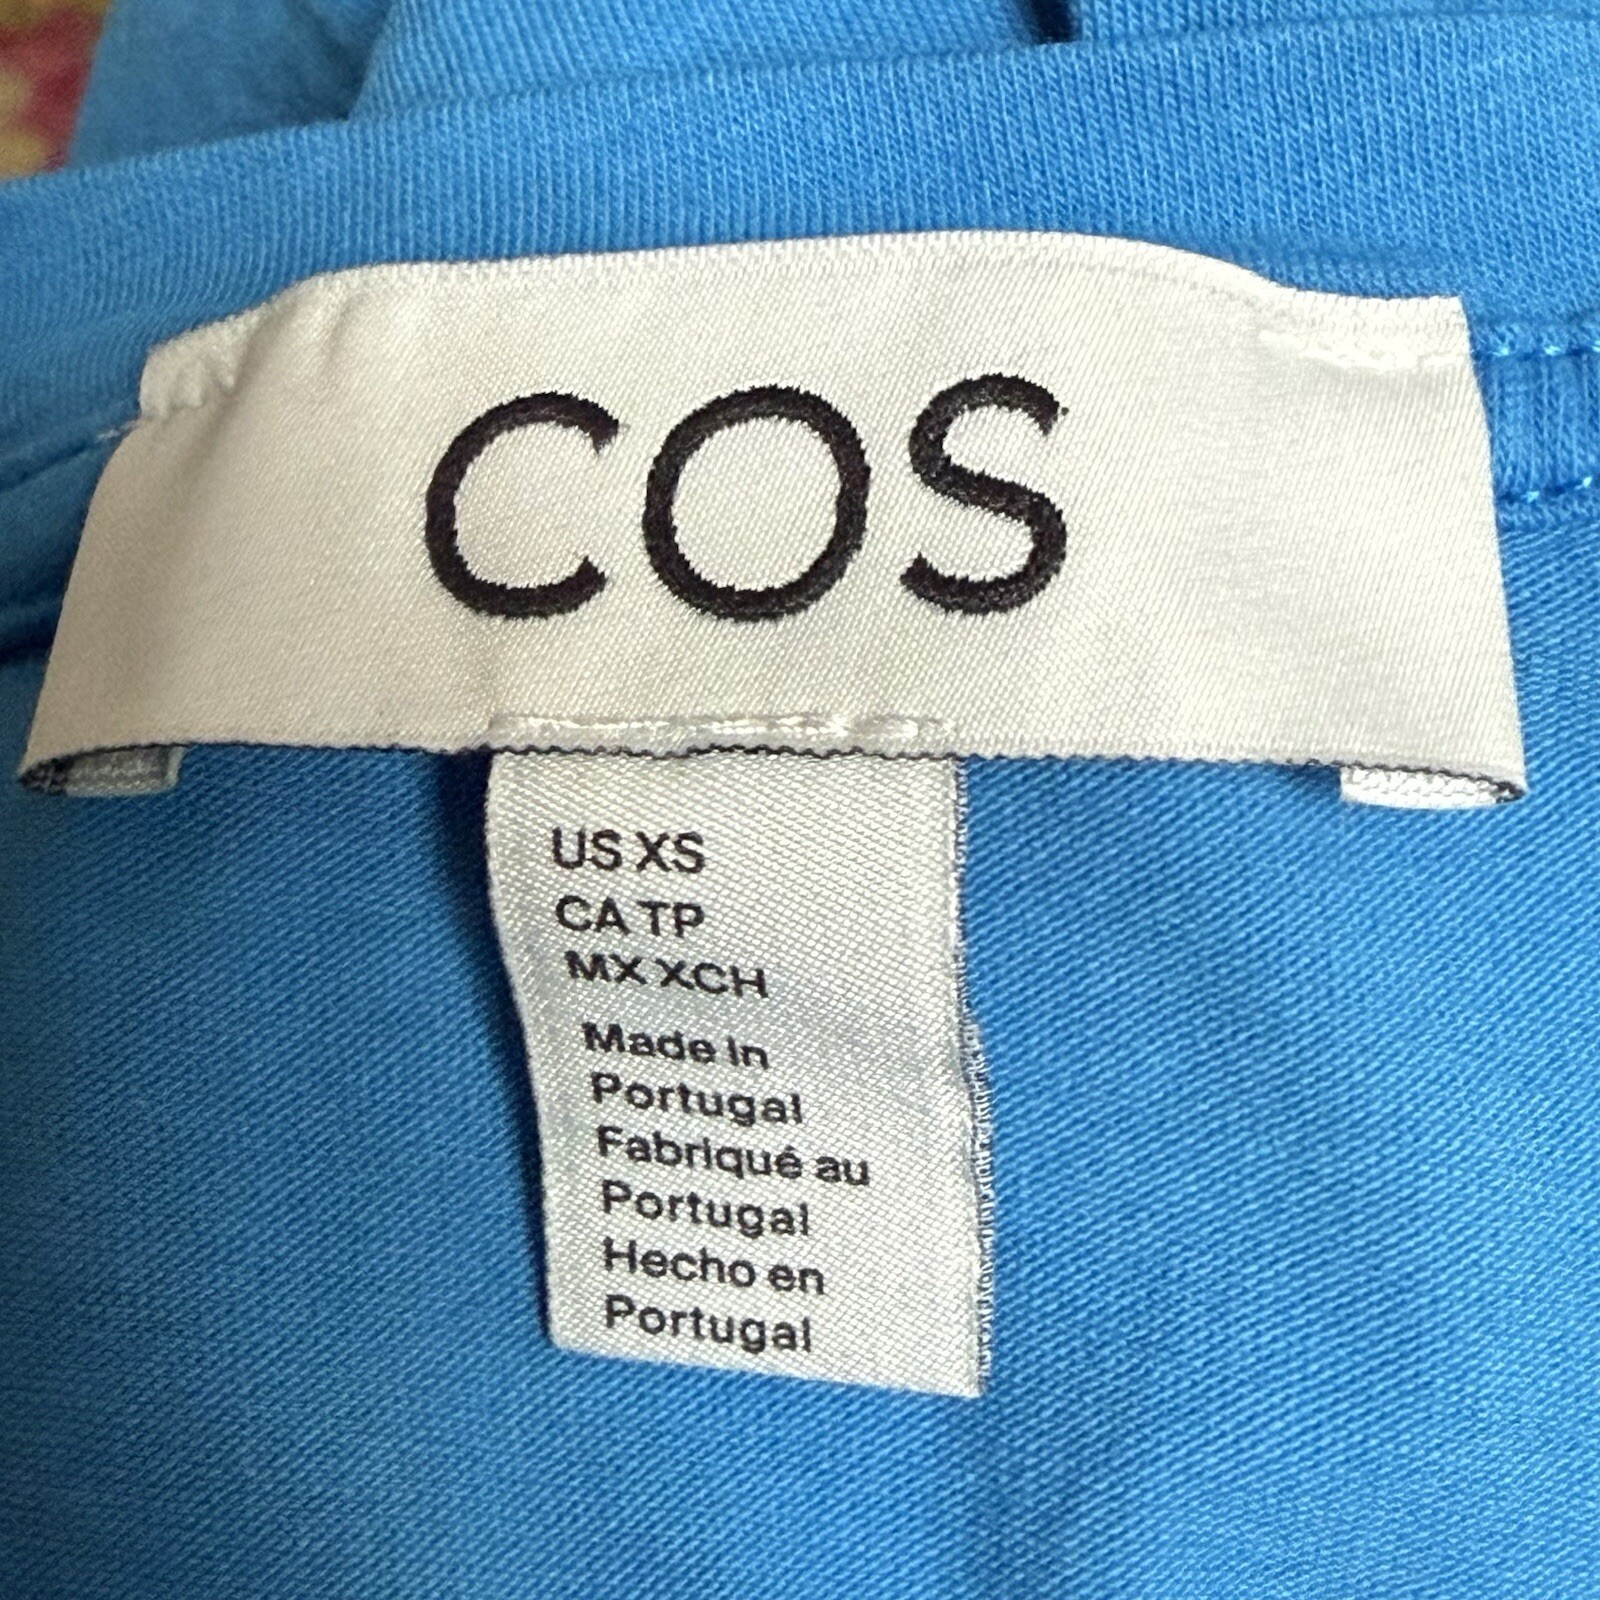 COS
US XS
CA TP
MX XCH
Made in
Portugal
Fabriqué au
Portugal
Hecho en
Portugal